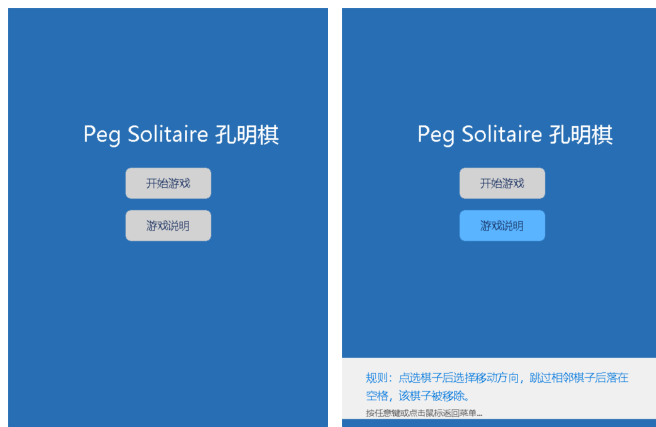 Peg Solitaire 孔明棋
开始游戏
游戏说明
Peg Solitaire 孔明棋
开始游戏
游戏说明
规则：点选棋子后选择移动方向，跳过相邻棋子后落在
空格，该棋子被移除。
按任意键或点击鼠标返回菜单...